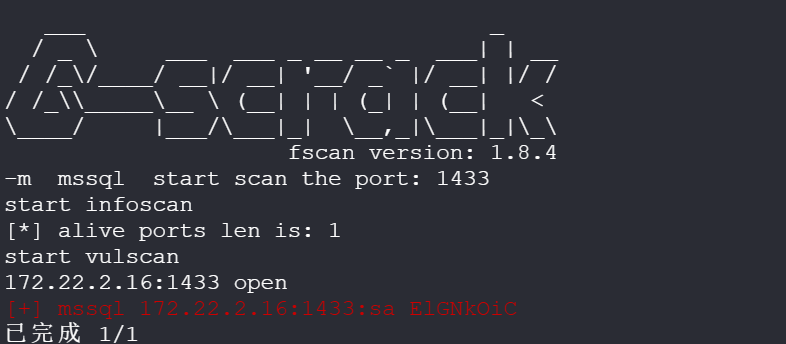 ___                              _
  / _ \     ___  ___ _ __ __ _  ___| | __
 / /_\/____/ __|/ __| '__/ _` |/ __| |/ /
/ /_\\_____\__ \ (__| | | (_| | (__|   <
\____/     |___/\___|_|  \__,_|\___|_|\_\
fscan version: 1.8.4
-m  mssql  start scan the port: 1433
start infoscan
[*] alive ports len is: 1
start vulscan
172.22.2.16:1433 open
[+] mssql 172.22.2.16:1433:sa ElGNkOiC
已完成 1/1